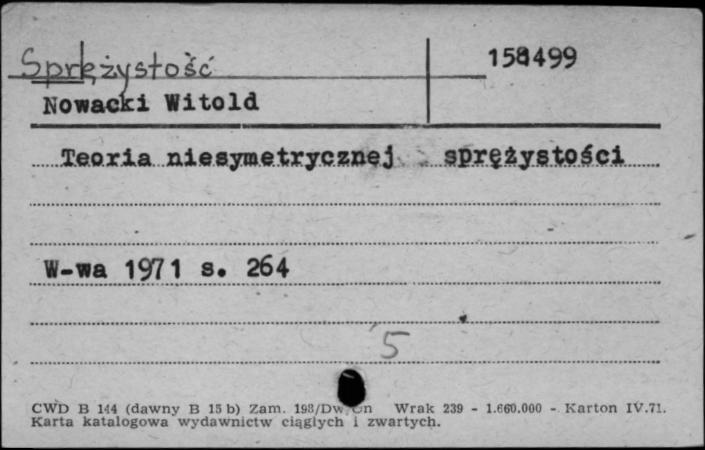 Sprężystość 158499
Nowacki Witold
Teoria niesymetrycznej sprężystości
W-wa 1971 s. 264
5
CWD B 144 (dawny B 15 b) Zam. 198/Dw/Gn Wrak 239 - 1.660.000 - Karton IV.71.
Karta katalogowa wydawnictw ciągłych i zwartych.